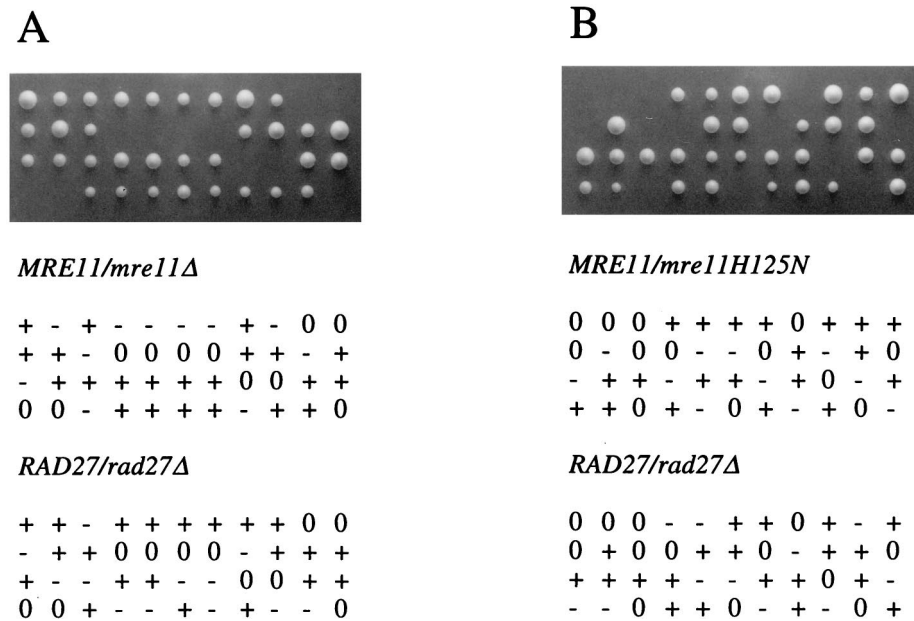 A
B
MRE11/mre11Δ
+ - + - - - - + - 0 0
+ + - 0 0 0 0 + + - +
- + + + + + + 0 0 + +
0 0 - + + + + - + + 0
RAD27/rad27Δ
+ + - + + + + + + 0 0
- + + 0 0 0 0 - + + +
+ - - + + - - 0 0 + +
0 0 + - - + - + - - 0
MRE11/mre11H125N
0 0 0 + + + + 0 + + +
0 - 0 0 - - 0 + - + 0
- + + - + + - + 0 - +
+ + 0 + - 0 + - + 0 -
RAD27/rad27Δ
0 0 0 - - + + 0 + - +
0 + 0 0 + + 0 - + + 0
+ + + + - - + + 0 + -
- - 0 + + 0 - + - 0 +